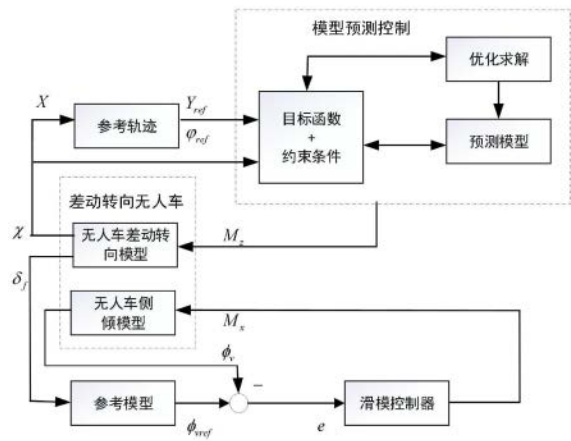 模型预测控制
优化求解
X
参考轨迹
Y_ref
φ_ref
目标函数
+
约束条件
预测模型
差动转向无人车
χ
无人车差动转
向模型
M_z
δ_f
无人车侧
倾模型
M_x
ϕ_v
−
参考模型
滑模控制器
ϕ_vref
e